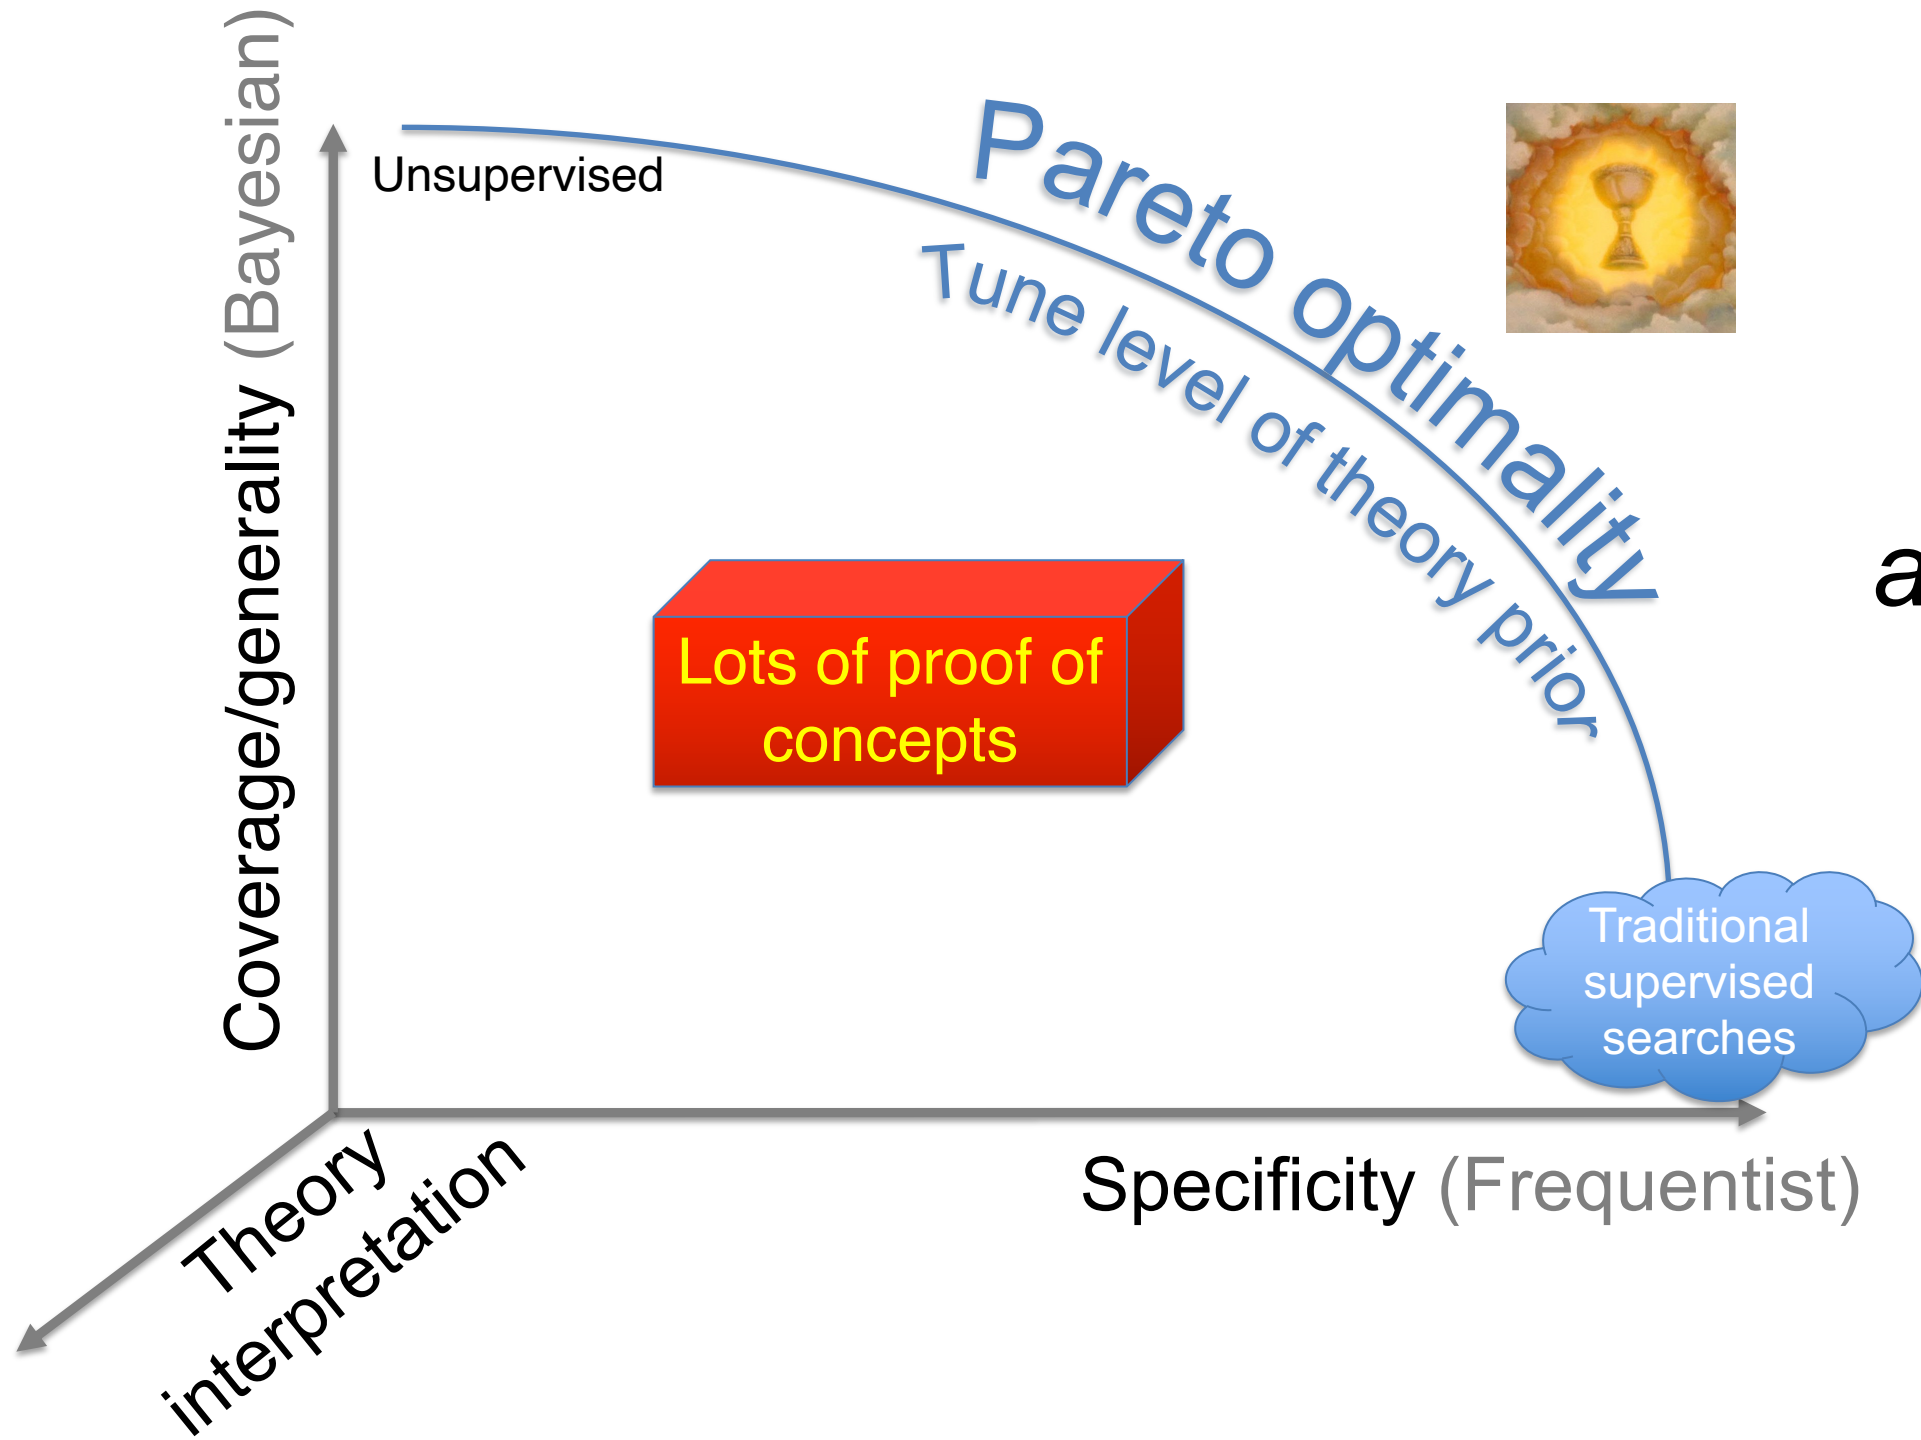 Coverage/generality (Bayesian)
Unsupervised
Pareto optimality
Tune level of theory prior
a
Lots of proof of
concepts
Traditional
supervised
searches
Specificity (Frequentist)
Theory
interpretation